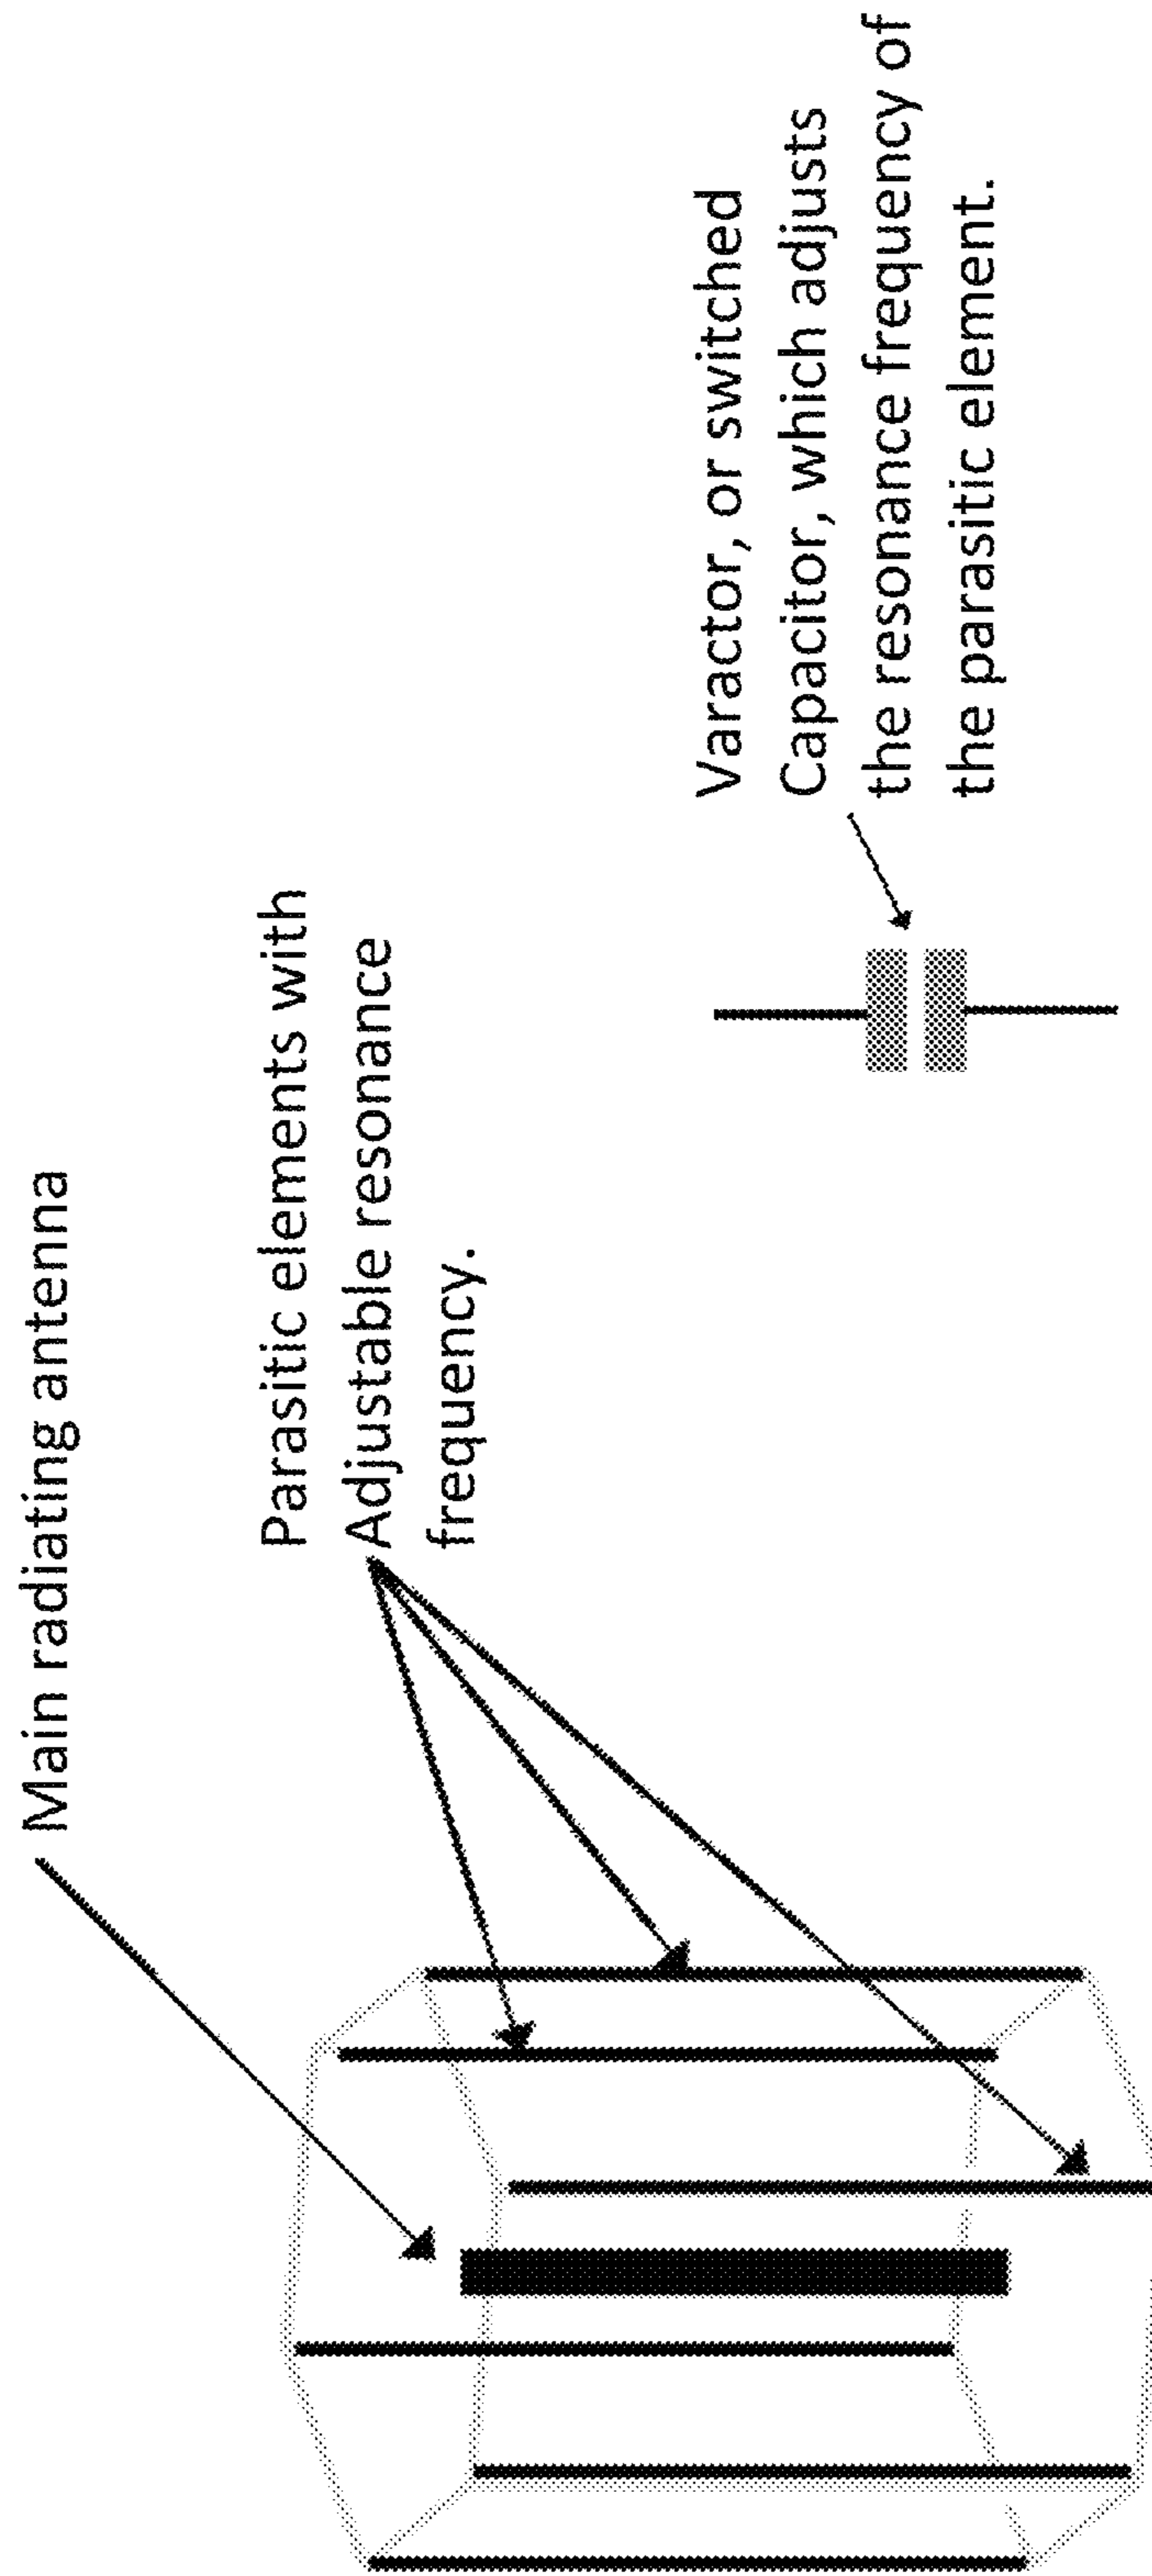 Main radiating antenna
Parasitic elements with
Adjustable resonance
frequency.
Varactor, or switched
Capacitor, which adjusts
the resonance frequency of
the parasitic element.